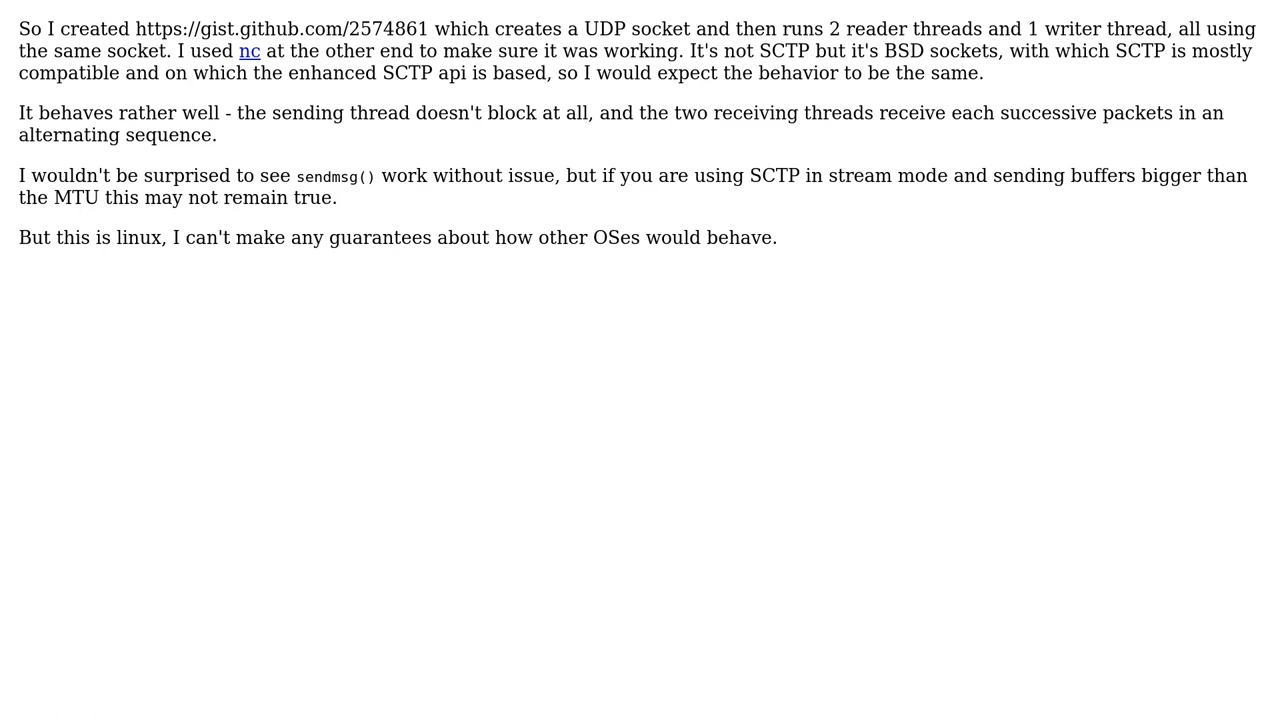 So I created https://gist.github.com/2574861 which creates a UDP socket and then runs 2 reader threads and 1 writer thread, all using
the same socket. I used nc at the other end to make sure it was working. It's not SCTP but it's BSD sockets, with which SCTP is mostly
compatible and on which the enhanced SCTP api is based, so I would expect the behavior to be the same.
It behaves rather well - the sending thread doesn't block at all, and the two receiving threads receive each successive packets in an
alternating sequence.
I wouldn't be surprised to see sendmsg() work without issue, but if you are using SCTP in stream mode and sending buffers bigger than
the MTU this may not remain true.
But this is linux, I can't make any guarantees about how other OSes would behave.